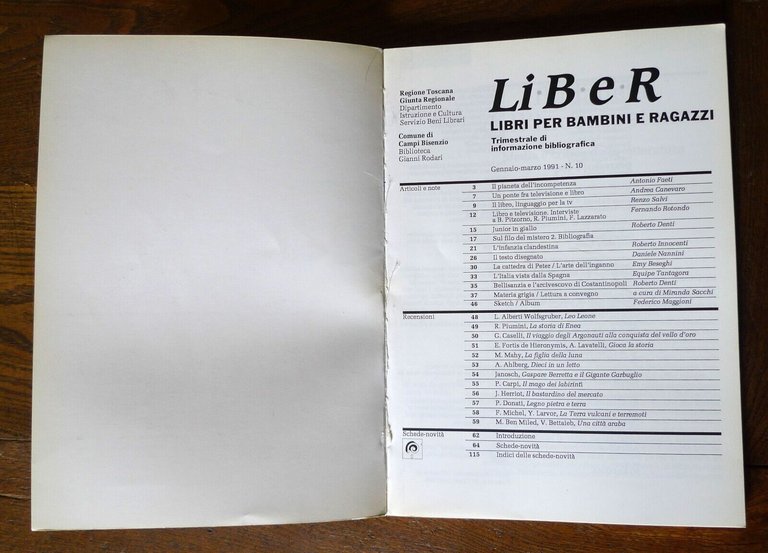 Regione Toscana
Giunta Regionale
Dipartimento
Istruzione e Cultura
Servizio Beni Librari
Comune di
Campi Bisenzio
Biblioteca
Gianni Rodari
LiBeR
LIBRI PER BAMBINI E RAGAZZI
Trimestrale di
informazione bibliografica
Gennaio-marzo 1991 - N. 10
Articoli e note
3 Il pianeta dell'incompetenza Antonio Faeti
7 Un ponte fra televisione e libro Andrea Canevaro
9 Il libro, linguaggio per la tv Renzo Salvi
12 Libro e televisione. Interviste Fernando Rotondo
a B. Pitzorno, R. Piumini, F. Lazzarato
15 Junior in giallo Roberto Denti
17 Sul filo del mistero 2. Bibliografia
21 L'infanzia clandestina Roberto Innocenti
26 Il testo disegnato Daniele Nannini
30 La cattedra di Peter / L'arte dell'inganno Emy Beseghi
33 L'Italia vista dalla Spagna Equipe Tantagora
35 Bellisanzia e l'arcivescovo di Costantinopoli Roberto Denti
37 Materia grigia / Lettura a convegno a cura di Miranda Sacchi
46 Sketch / Album Federico Maggioni
Recensioni
48 L. Alberti Wolfsgruber, Leo Leone
49 R. Piumini, La storia di Enea
50 G. Caselli, Il viaggio degli Argonauti alla conquista del vello d'oro
51 E. Fortis de Hieronymis, A. Lavatelli, Gioca la storia
52 M. Mahy, La figlia della luna
53 A. Ahlberg, Dieci in un letto
54 Janosch, Gaspare Berretta e il Gigante Garbuglio
55 P. Carpi, Il mago dei labirinti
56 J. Herriot, Il bastardino del mercato
57 P. Donati, Legno pietra e terra
58 F. Michel, Y. Larvor, La Terra vulcani e terremoti
59 M. Ben Miled, V. Bettaieb, Una città araba
Schede-novità
62 Introduzione
64 Schede-novità
115 Indici delle schede-novità